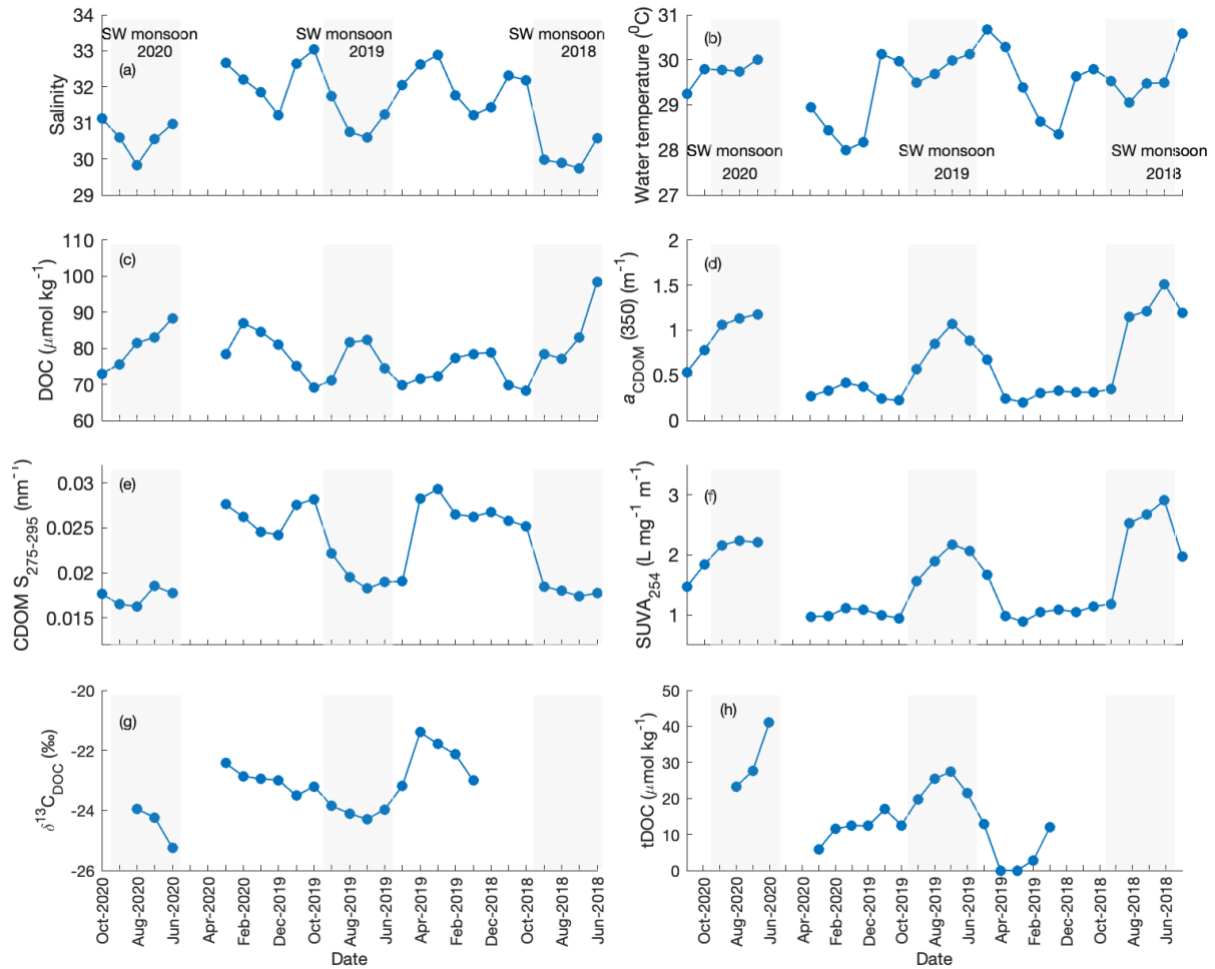 34
33
32
31
30
29
Salinity
SW monsoon
2020
(a)
SW monsoon
2019
SW monsoon
2018
31
30
29
28
27
Water temperature (⁰C)
(b)
SW monsoon
2020
SW monsoon
2019
SW monsoon
2018
110
100
90
80
70
60
DOC (μmol kg⁻¹)
(c)
2
1.5
1
0.5
0
a_CDOM (350) (m⁻¹)
(d)
0.03
0.025
0.02
0.015
CDOM S₂₇₅₋₂₉₅ (nm⁻¹)
(e)
3
2
1
SUVA₂₅₄ (L mg⁻¹ m⁻¹)
(f)
-20
-22
-24
-26
δ¹³C_DOC (‰)
(g)
Oct-2020
Aug-2020
Jun-2020
Apr-2020
Feb-2020
Dec-2019
Oct-2019
Aug-2019
Jun-2019
Apr-2019
Feb-2019
Dec-2018
Oct-2018
Aug-2018
Jun-2018
Date
50
40
30
20
10
0
tDOC (μmol kg⁻¹)
(h)
Oct-2020
Aug-2020
Jun-2020
Apr-2020
Feb-2020
Dec-2019
Oct-2019
Aug-2019
Jun-2019
Apr-2019
Feb-2019
Dec-2018
Oct-2018
Aug-2018
Jun-2018
Date